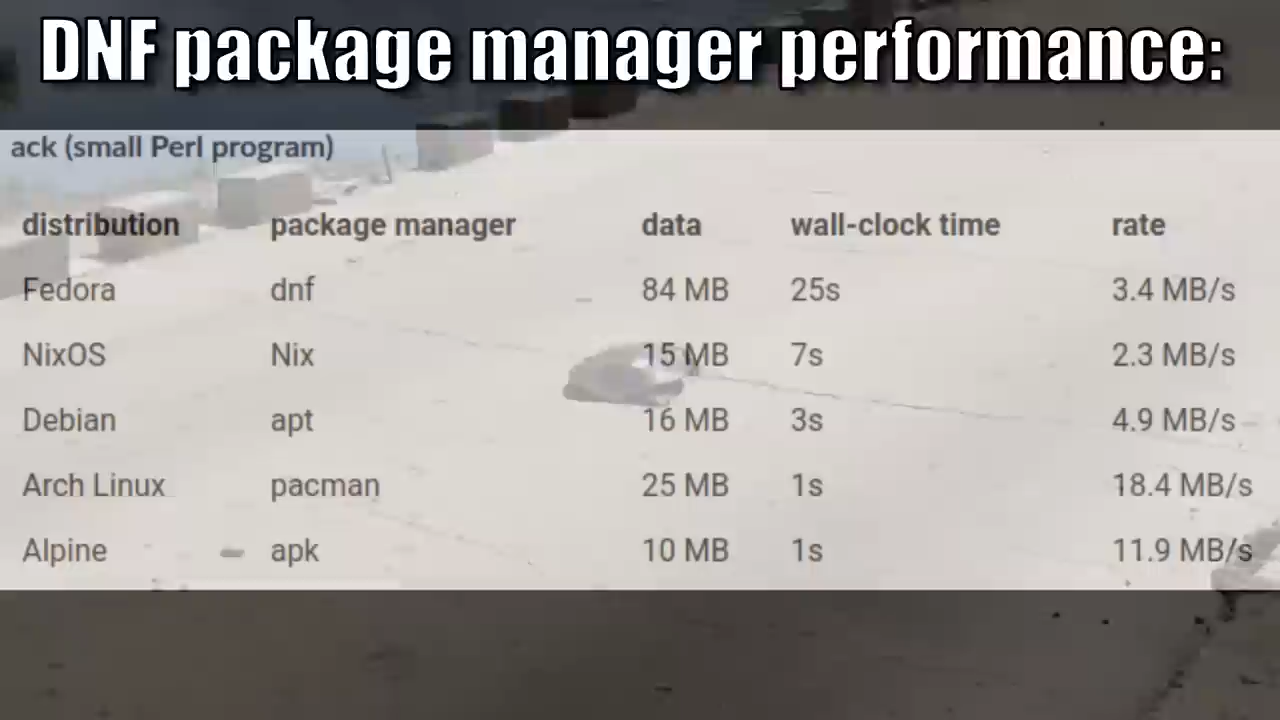 DNF package manager performance:
ack (small Perl program)
distribution package manager data wall-clock time rate
Fedora dnf 84 MB 25s 3.4 MB/s
NixOS Nix 15 MB 7s 2.3 MB/s
Debian apt 16 MB 3s 4.9 MB/s
Arch Linux pacman 25 MB 1s 18.4 MB/s
Alpine apk 10 MB 1s 11.9 MB/s